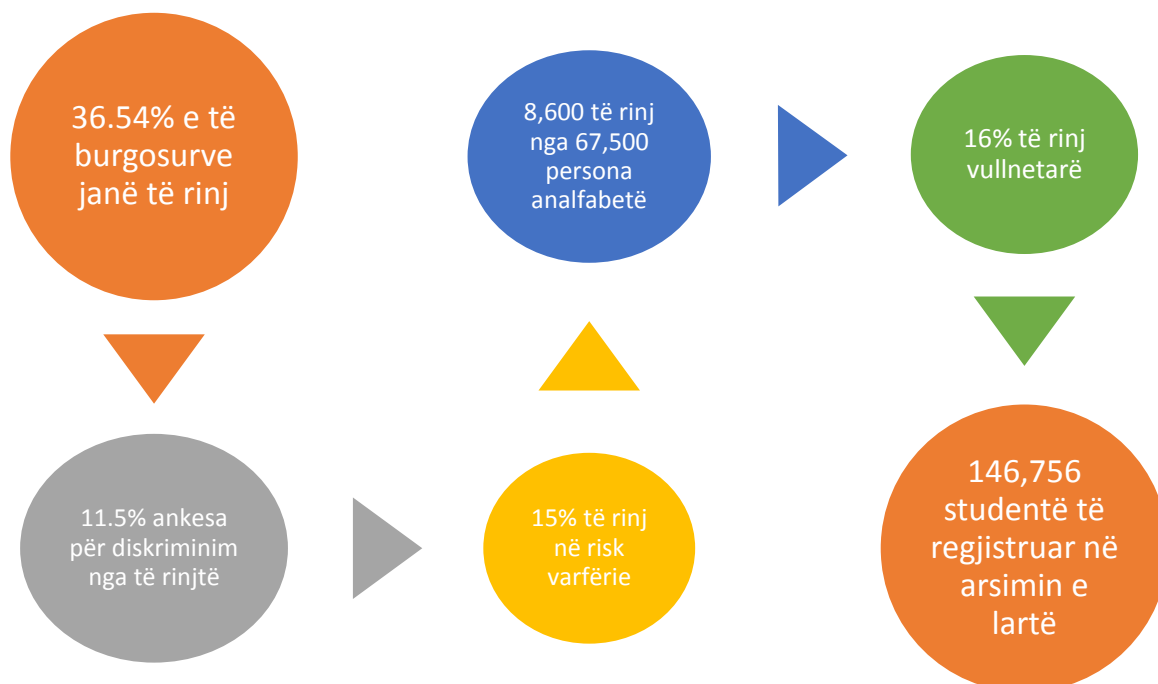 36.54% e të
burgosurve
janë të rinj
11.5% ankesa
për diskriminim
nga të rinjtë
15% të rinj
në risk
varfërie
8,600 të rinj
nga 67,500
persona
analfabetë
16% të rinj
vullnetarë
146,756
studentë të
regjistruar në
arsimin e
lartë